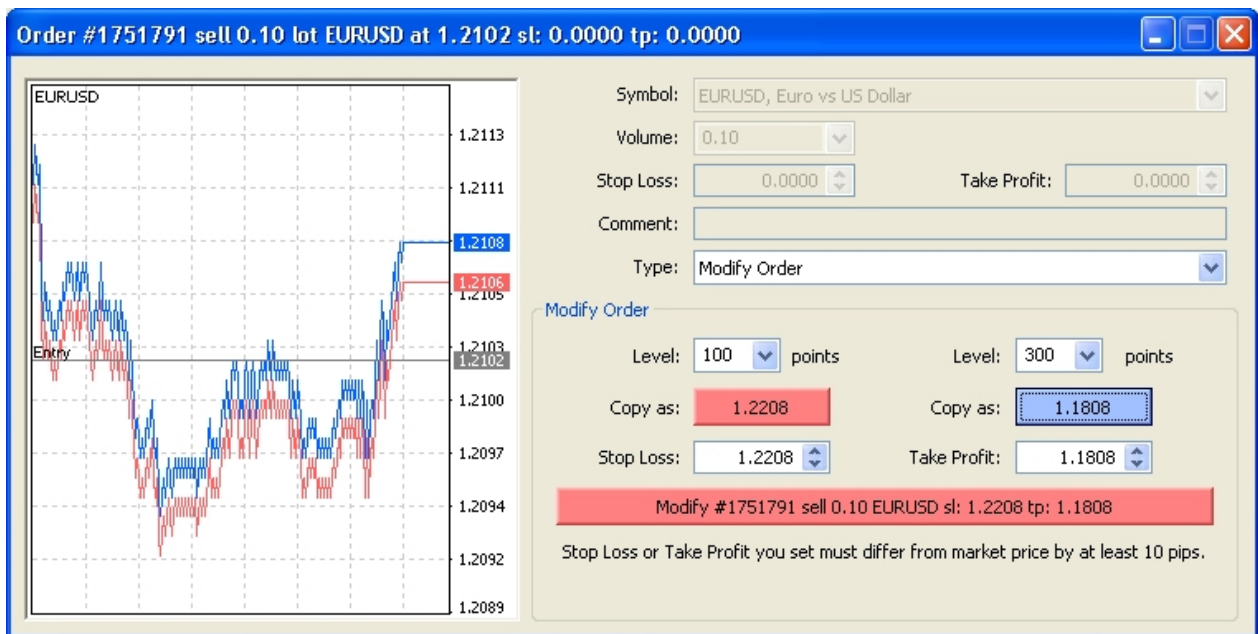 Order #1751791 sell 0.10 lot EURUSD at 1.2102 sl: 0.0000 tp: 0.0000
EURUSD
1.2113
1.2111
1.2108
1.2106
1.2105
1.2103
Entry
1.2102
1.2100
1.2097
1.2094
1.2092
1.2089
Symbol: EURUSD, Euro vs US Dollar
Volume: 0.10
Stop Loss: 0.0000 Take Profit: 0.0000
Comment:
Type: Modify Order
Modify Order
Level: 100 points Level: 300 points
Copy as: 1.2208 Copy as: 1.1808
Stop Loss: 1.2208 Take Profit: 1.1808
Modify #1751791 sell 0.10 EURUSD sl: 1.2208 tp: 1.1808
Stop Loss or Take Profit you set must differ from market price by at least 10 pips.